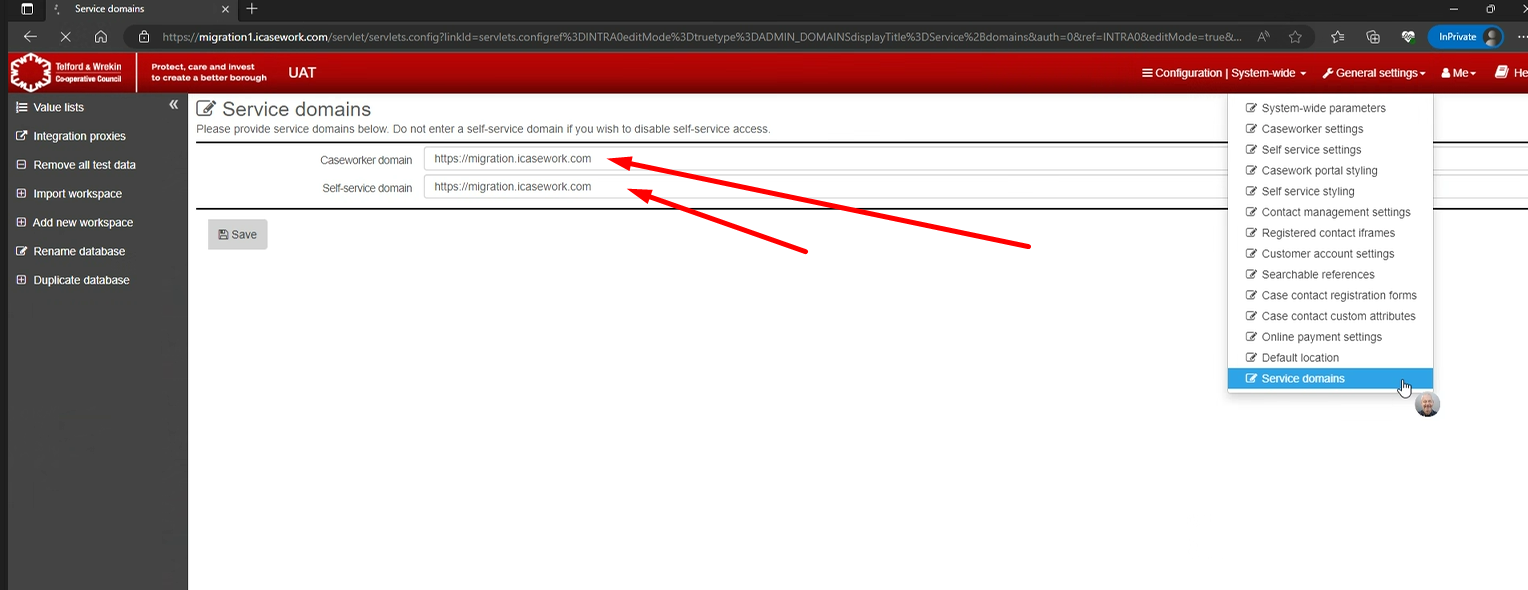 Service domains
https://migration1.icasework.com/servlet/servlets.config?linkId=servlets.configref%3DINTRA0editMode%3Dtruetype%3DADMIN_DOMAINSdisplayTitle%3DService%2Bdomains&auth=0&ref=INTRA0&editMode=true&...
InPrivate
Telford & Wrekin
Co-operative Council
Protect, care and invest
to create a better borough
UAT
Configuration | System-wide
General settings
Me
He
Value lists
Integration proxies
Remove all test data
Import workspace
Add new workspace
Rename database
Duplicate database
Service domains
Please provide service domains below. Do not enter a self-service domain if you wish to disable self-service access.
Caseworker domain https://migration.icasework.com
Self-service domain https://migration.icasework.com
Save
System-wide parameters
Caseworker settings
Self service settings
Casework portal styling
Self service styling
Contact management settings
Registered contact iframes
Customer account settings
Searchable references
Case contact registration forms
Case contact custom attributes
Online payment settings
Default location
Service domains